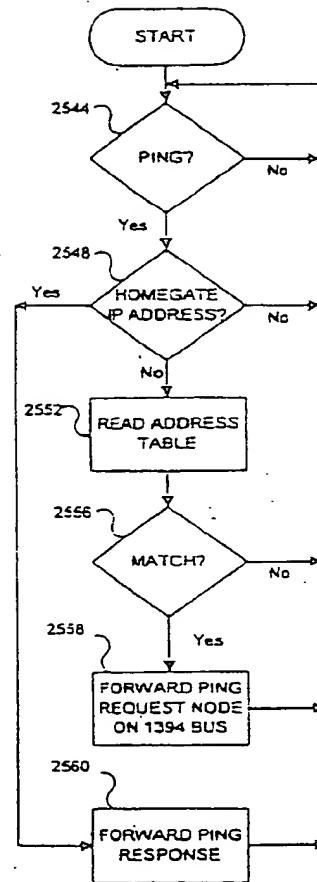 START
2544
PING?
No
Yes
2548
Yes
HOMEGATE
IP ADDRESS?
No
No
2552
READ ADDRESS
TABLE
2556
MATCH?
No
2558
Yes
FORWARD PING
REQUEST NODE
ON 1394 BUS
2560
FORWARD PING
RESPONSE